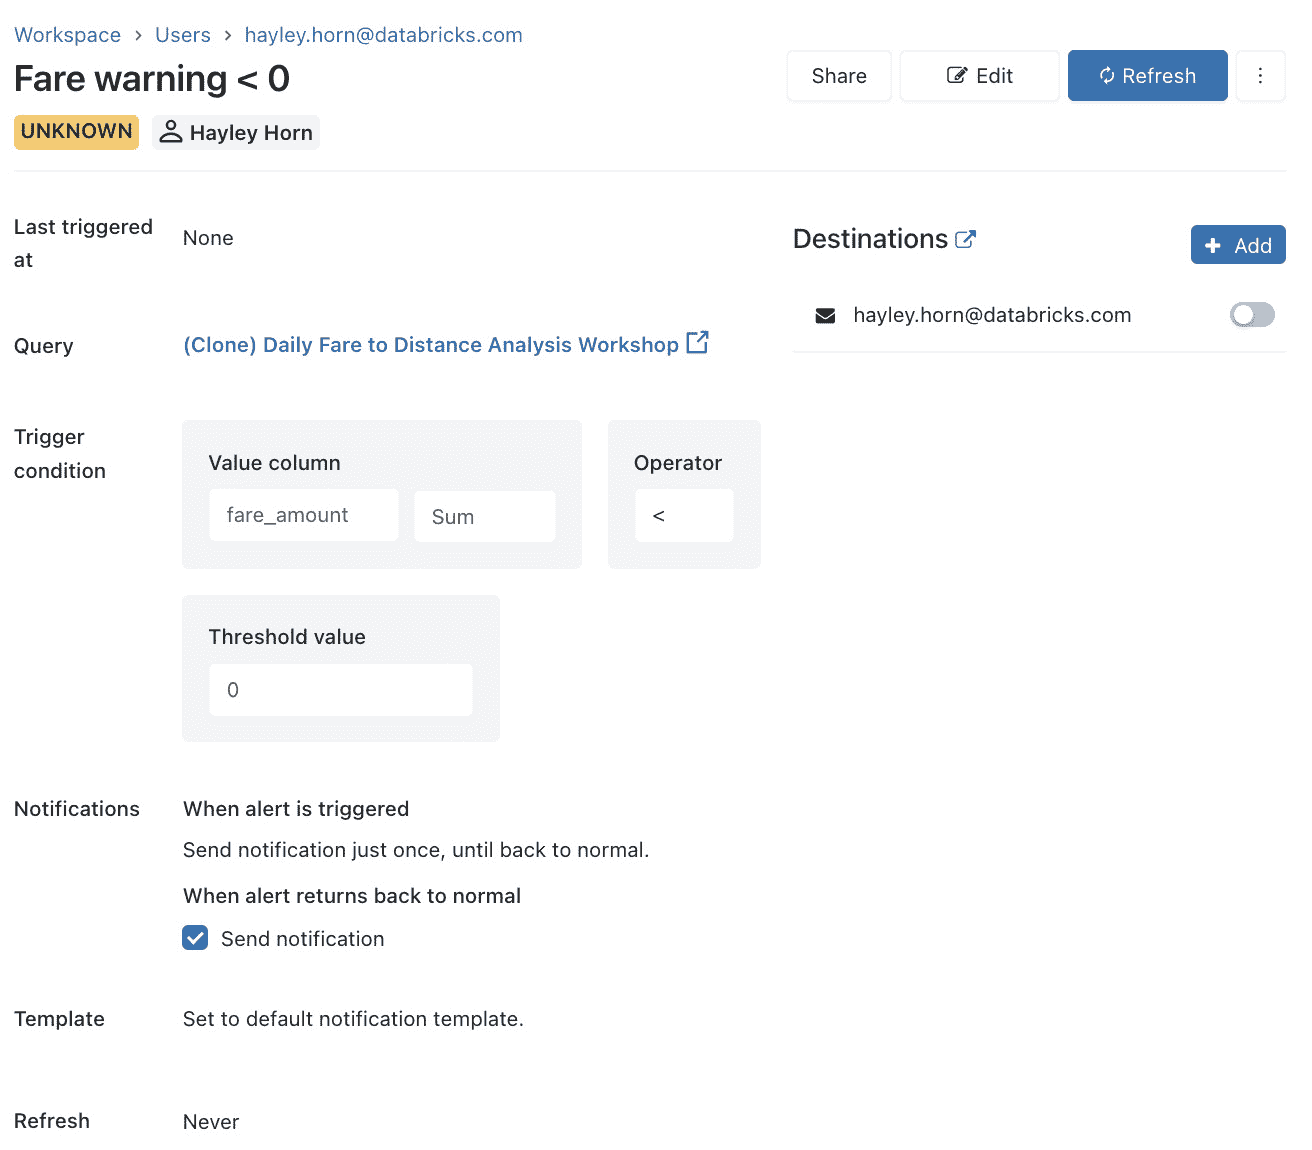 Workspace > Users > hayley.horn@databricks.com
Fare warning < 0
Share
Edit
Refresh
UNKNOWN
Hayley Horn
Last triggered
at
None
Destinations
Add
hayley.horn@databricks.com
Query
(Clone) Daily Fare to Distance Analysis Workshop
Trigger
condition
Value column
fare_amount
Sum
Operator
<
Threshold value
0
Notifications
When alert is triggered
Send notification just once, until back to normal.
When alert returns back to normal
Send notification
Template
Set to default notification template.
Refresh
Never